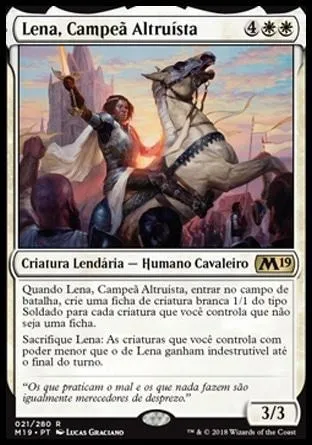 Lena, Campeã Altruísta 4
Criatura Lendária — Humano Cavaleiro M19
Quando Lena, Campeã Altruísta, entrar no campo de
batalha, crie uma ficha de criatura branca 1/1 do tipo
Soldado para cada criatura que você controla que não
seja uma ficha.
Sacrifique Lena: As criaturas que você controla com
poder menor que o de Lena ganham indestrutível até
o final do turno.
“Os que praticam o mal e os que nada fazem são
igualmente merecedores de desprezo.”
3/3
021/280 R
M19 • PT LUCAS GRACIANO
™ & © 2018 Wizards of the Coast